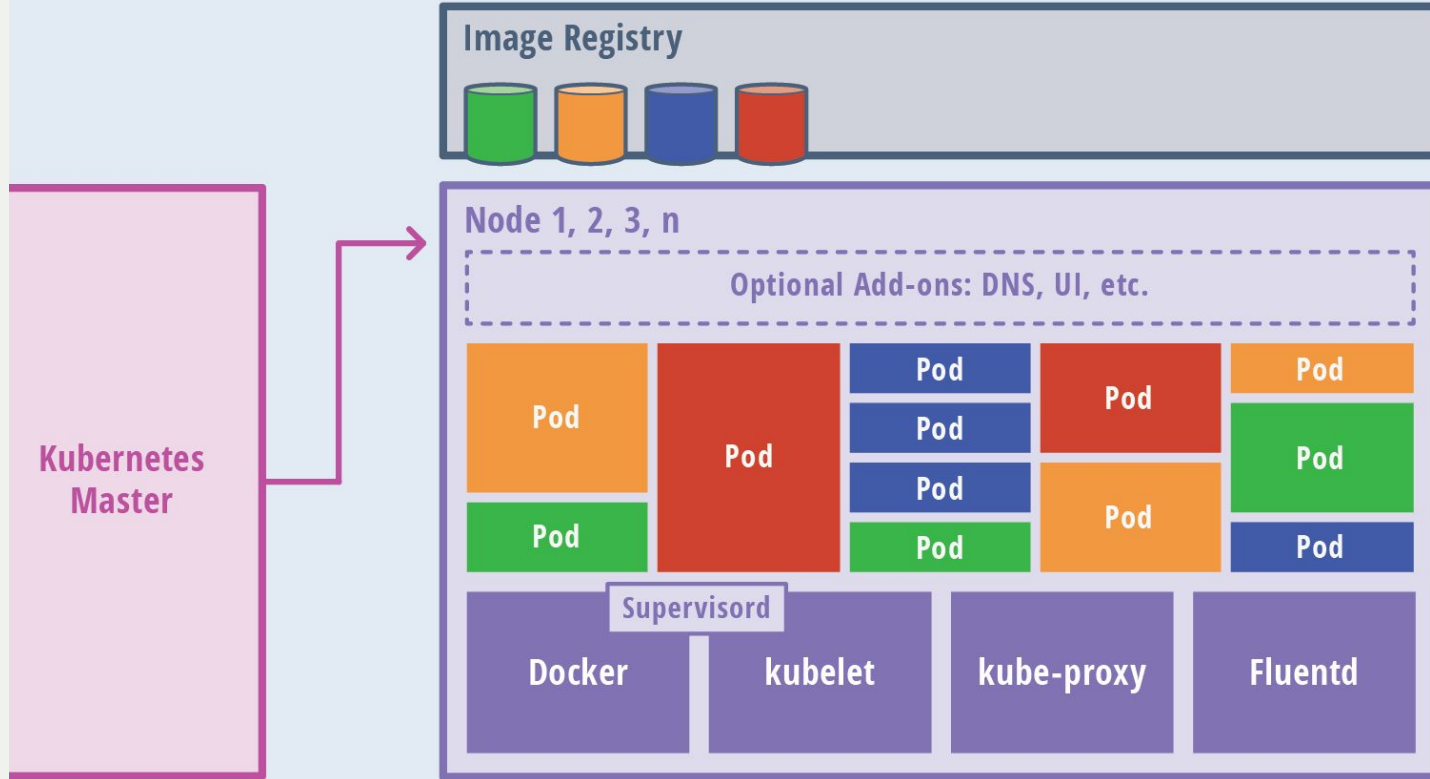 Image Registry
Node 1, 2, 3, n
Optional Add-ons: DNS, UI, etc.
Kubernetes
Master
Pod
Pod
Pod
Pod
Pod
Pod
Pod
Pod
Pod
Pod
Pod
Pod
Supervisord
Docker
kubelet
kube-proxy
Fluentd